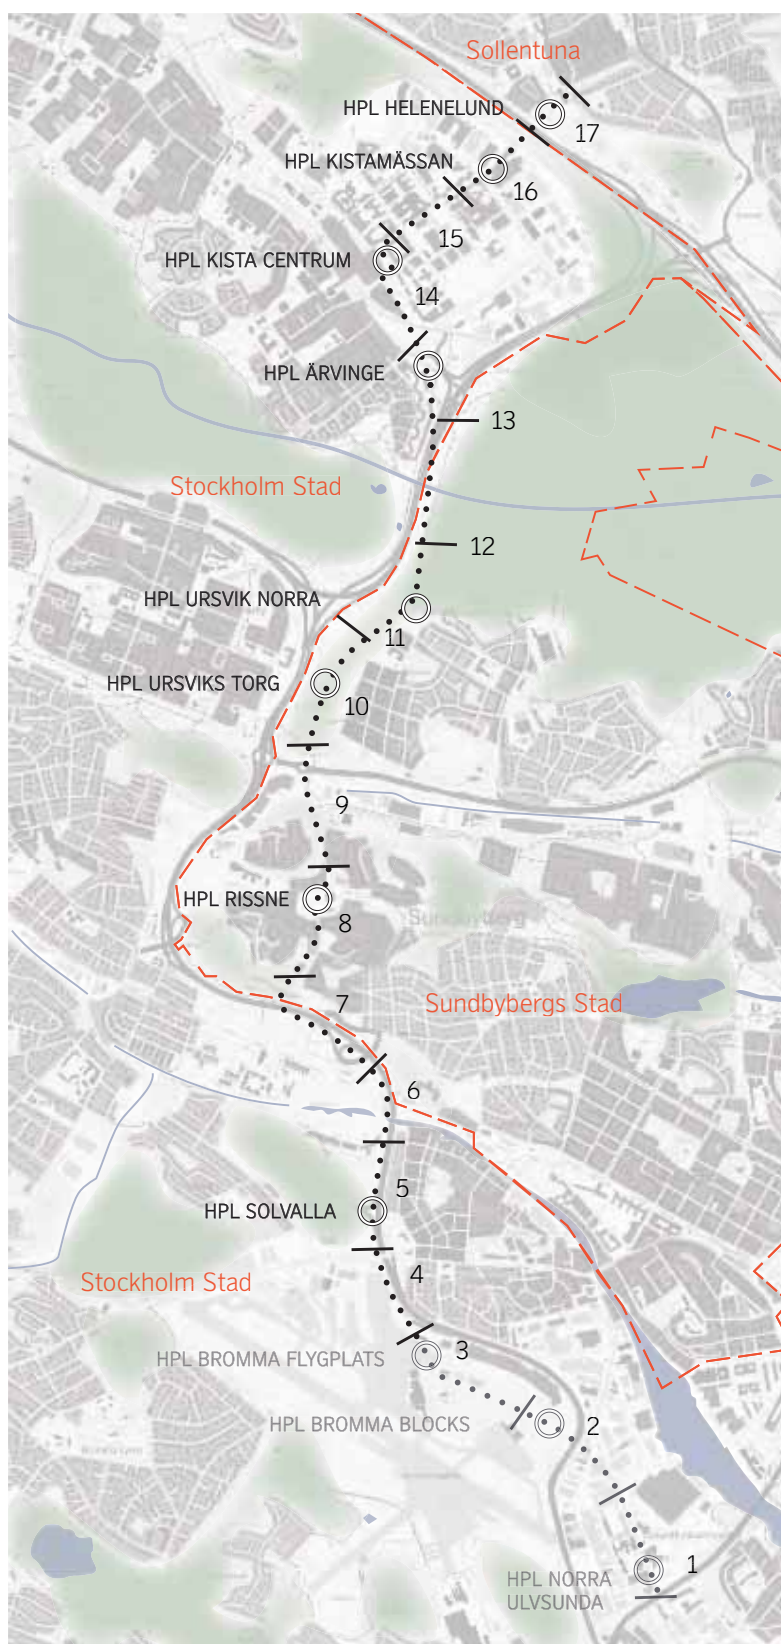 Sollentuna
HPL HELENELUND
17
HPL KISTAMÄSSAN
16
15
HPL KISTA CENTRUM
14
HPL ÄRVINGE
13
Stockholm Stad
12
HPL URSVIK NORRA
11
HPL URSVIKS TORG
10
9
HPL RISSNE
8
Sundbyberg
7
Sundbybergs Stad
6
5
HPL SOLVALLA
4
Stockholm Stad
3
HPL BROMMA FLYGPLATS
HPL BROMMA BLOCKS
2
1
HPL NORRA
ULVSUNDA